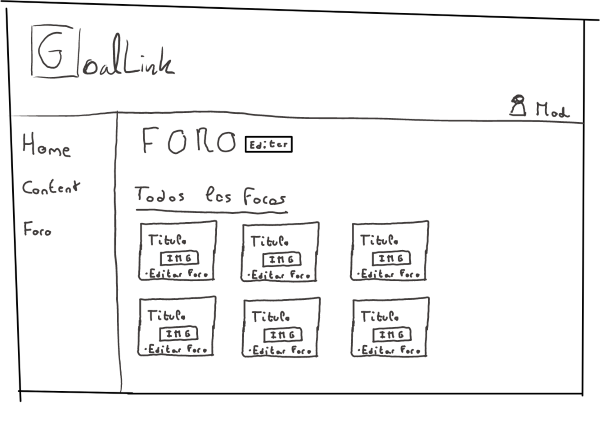 GoalLink
Mod
Home
Content
Foro
FORO Editar
Todos los Foros
Titulo Titulo Titulo
IMG IMG IMG
·Editar Foro ·Editar Foro ·Editar Foro
Titulo Titulo Titulo
IMG IMG IMG
·Editar Foro ·Editar Foro ·Editar Foro